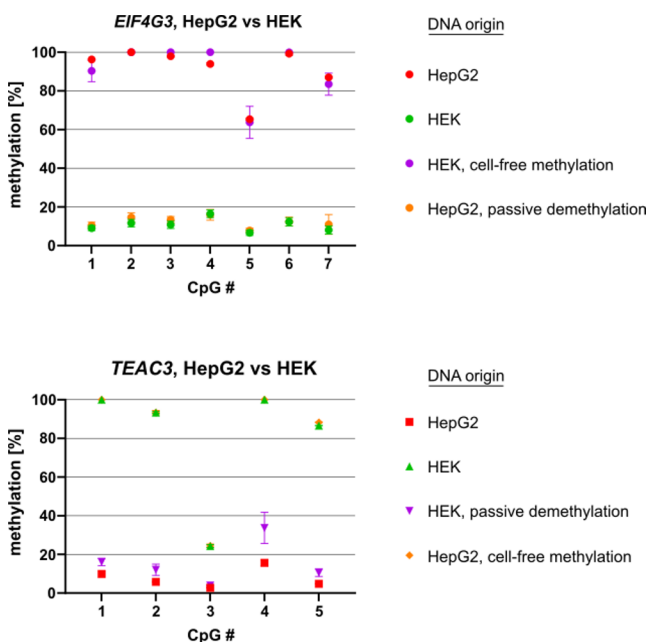 EIF4G3, HepG2 vs HEK
methylation [%]
100
80
60
40
20
0
1 2 3 4 5 6 7
CpG #
DNA origin
HepG2
HEK
HEK, cell-free methylation
HepG2, passive demethylation
TEAC3, HepG2 vs HEK
methylation [%]
100
80
60
40
20
0
1 2 3 4 5
CpG #
DNA origin
HepG2
HEK
HEK, passive demethylation
HepG2, cell-free methylation